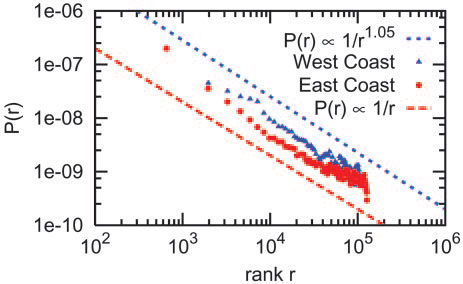 1e-06
1e-07
1e-08
1e-09
1e-10
P(r)
P(r) ∝ 1/r^1.05
West Coast
East Coast
P(r) ∝ 1/r
10^2 10^3 10^4 10^5 10^6
rank r